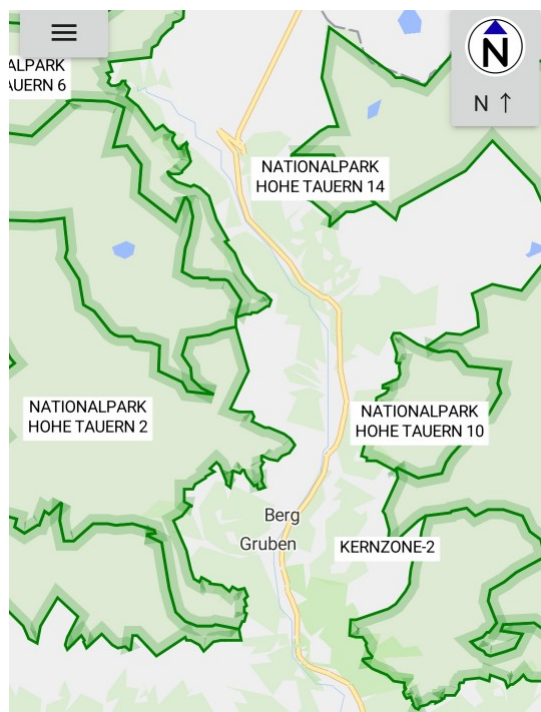 ALPARK
AUERN 6
N
N ↑
NATIONALPARK
HOHE TAUERN 14
NATIONALPARK
HOHE TAUERN 2
NATIONALPARK
HOHE TAUERN 10
Berg
Gruben
KERNZONE-2